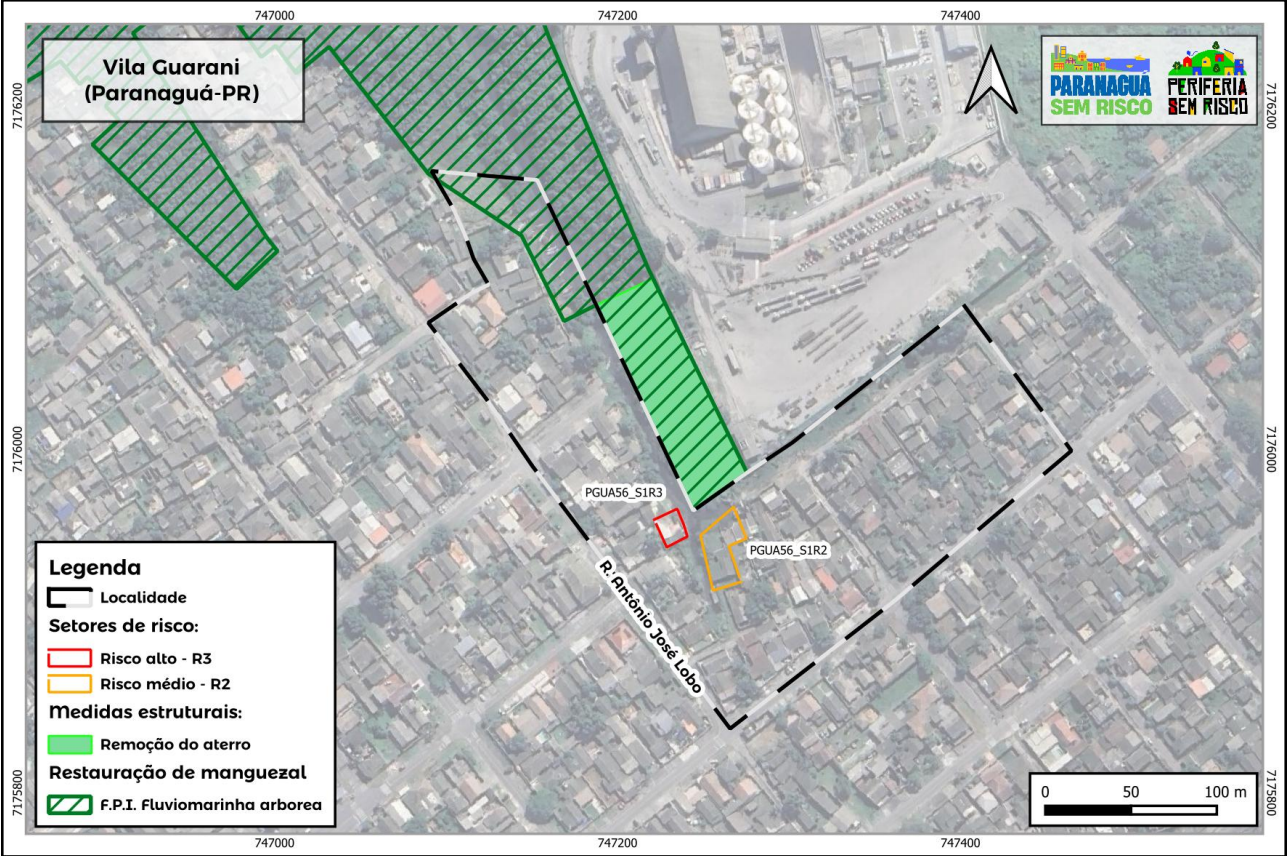 747000
747200
747400
Vila Guarani
(Paranaguá-PR)
PARANAGUÁ
SEM RISCO
PERIFERIA
SEM RISCO
7176200
7176200
7176000
7176000
PGUA56_S1R3
PGUA56_S1R2
R. Antônio José Lobo
Legenda
Localidade
Setores de risco:
Risco alto - R3
Risco médio - R2
Medidas estruturais:
Remoção do aterro
Restauração de manguezal
F.P.I. Fluviomarinha arborea
7175800
7175800
0 50 100 m
747000
747200
747400